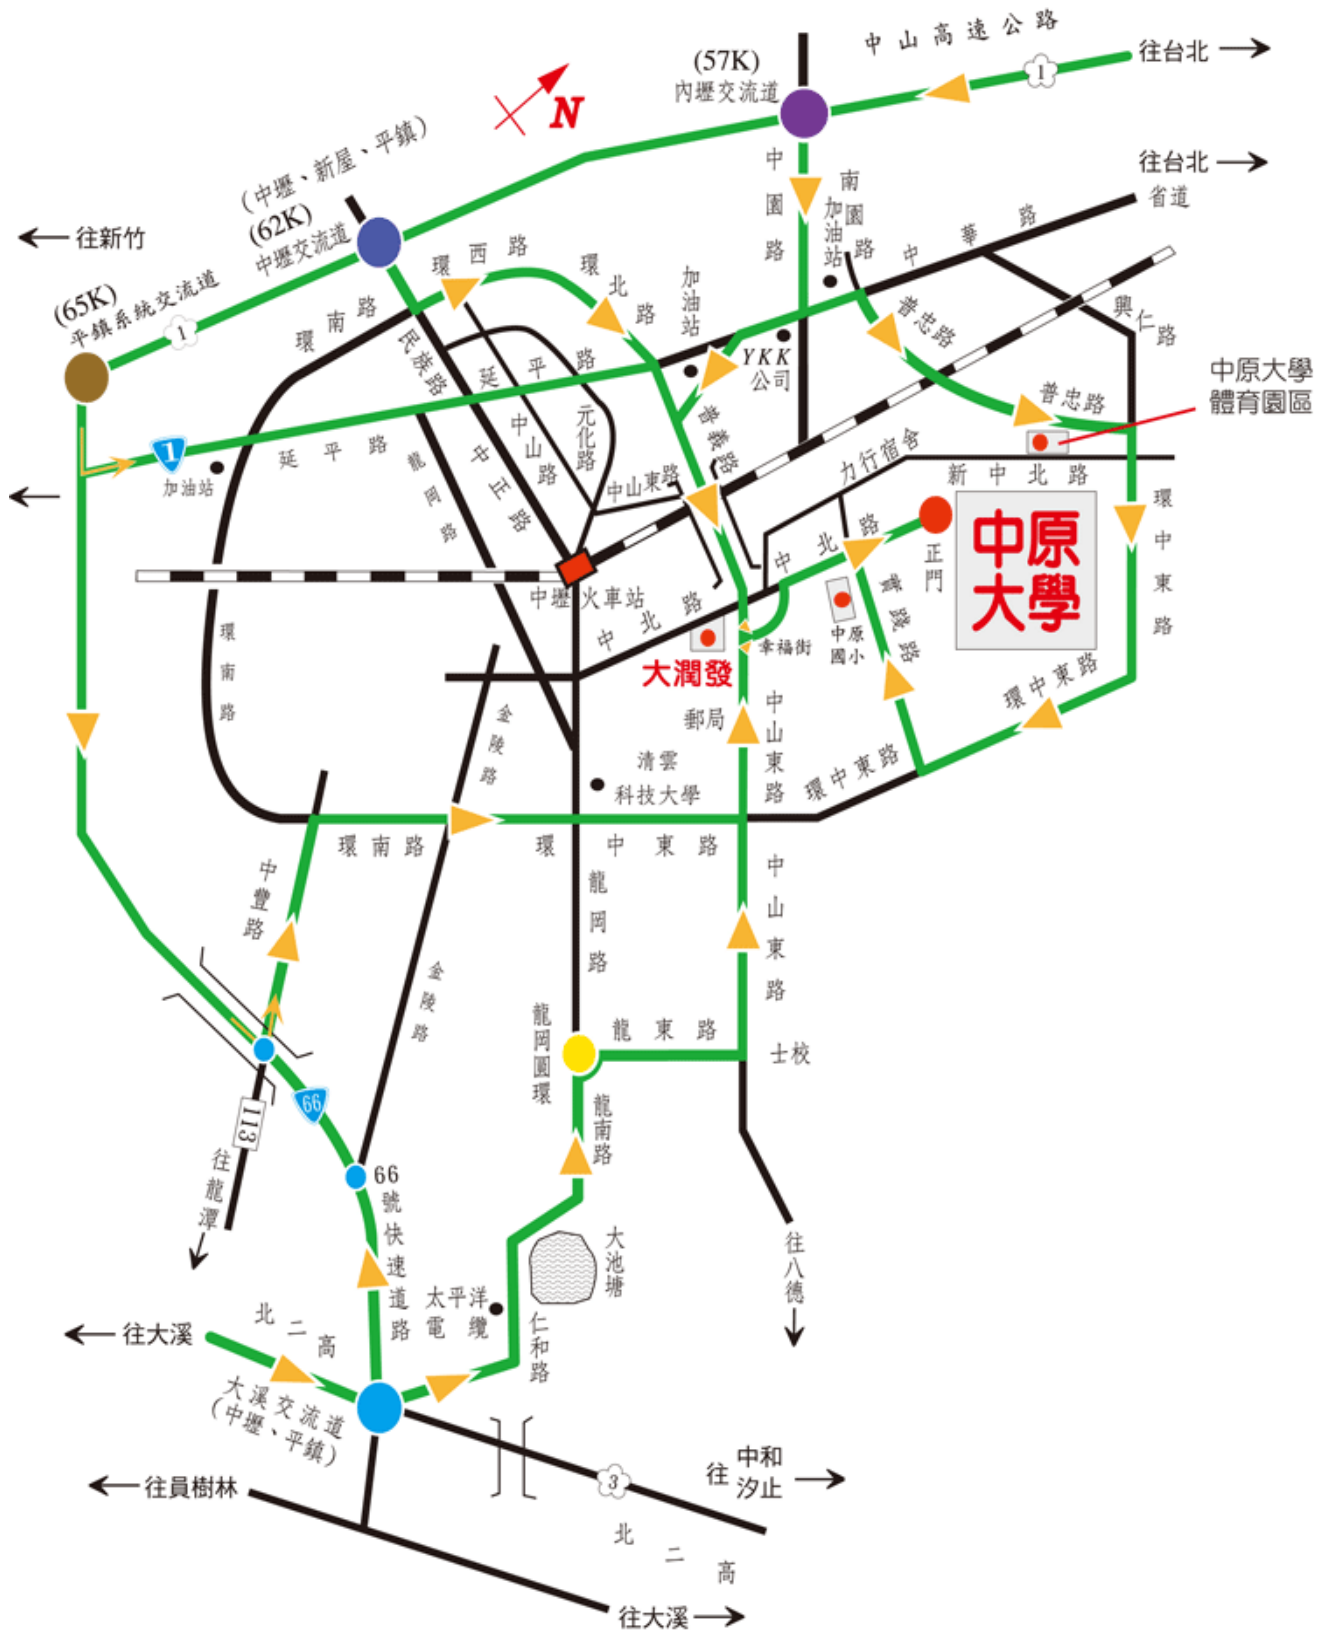 中山高速公路
1
往台北
(57K)
內壢交流道
N
往台北
省道
(中壢、新屋、平鎮)
(62K)
中壢交流道
往新竹
(65K)
平鎮系統交流道
1
中園路
南園路
加油站
中華路
環西路
環北路
加油站
環南路
民族路
延平路
YKK
公司
普忠路
興仁路
中原大學
體育園區
普忠路
普義路
元化路
中山路
中正路
龍岡路
延平路
1
加油站
中山東路
力行宿舍
新中北路
中原
大學
正門
環中東路
中北路
實踐路
中壢火車站
中北路
中原
國小
幸福街
大潤發
環南路
金陵路
郵局
中山東路
清雲
科技大學
環中東路
環中東路
環南路
環中東路
中豐路
龍岡路
中山東路
金陵路
龍岡圓環
龍東路
士校
龍南路
66
113
往龍潭
66
號快速道路
大池塘
往八德
太平洋
電纜
仁和路
往大溪
北二高
大溪交流道
(中壢、平鎮)
往員樹林
3
往
中和
汐止
北二高
往大溪